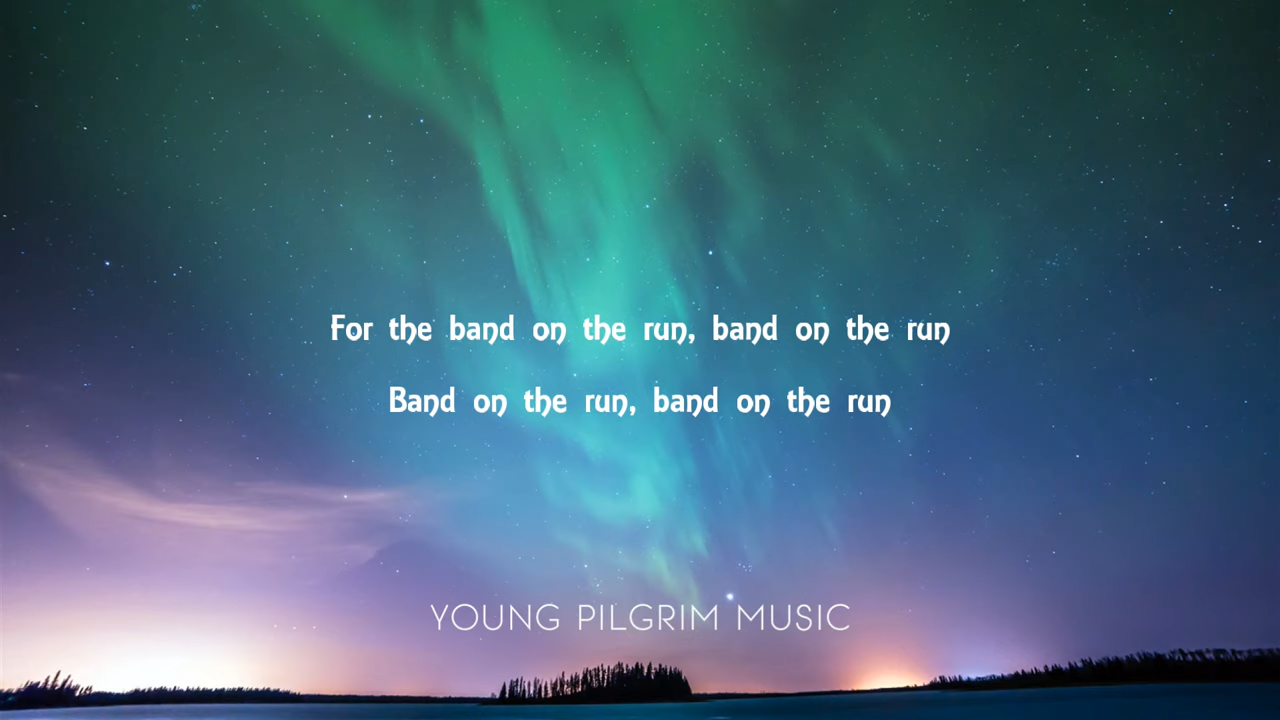 For the band on the run, band on the run
Band on the run, band on the run
YOUNG PILGRIM MUSIC